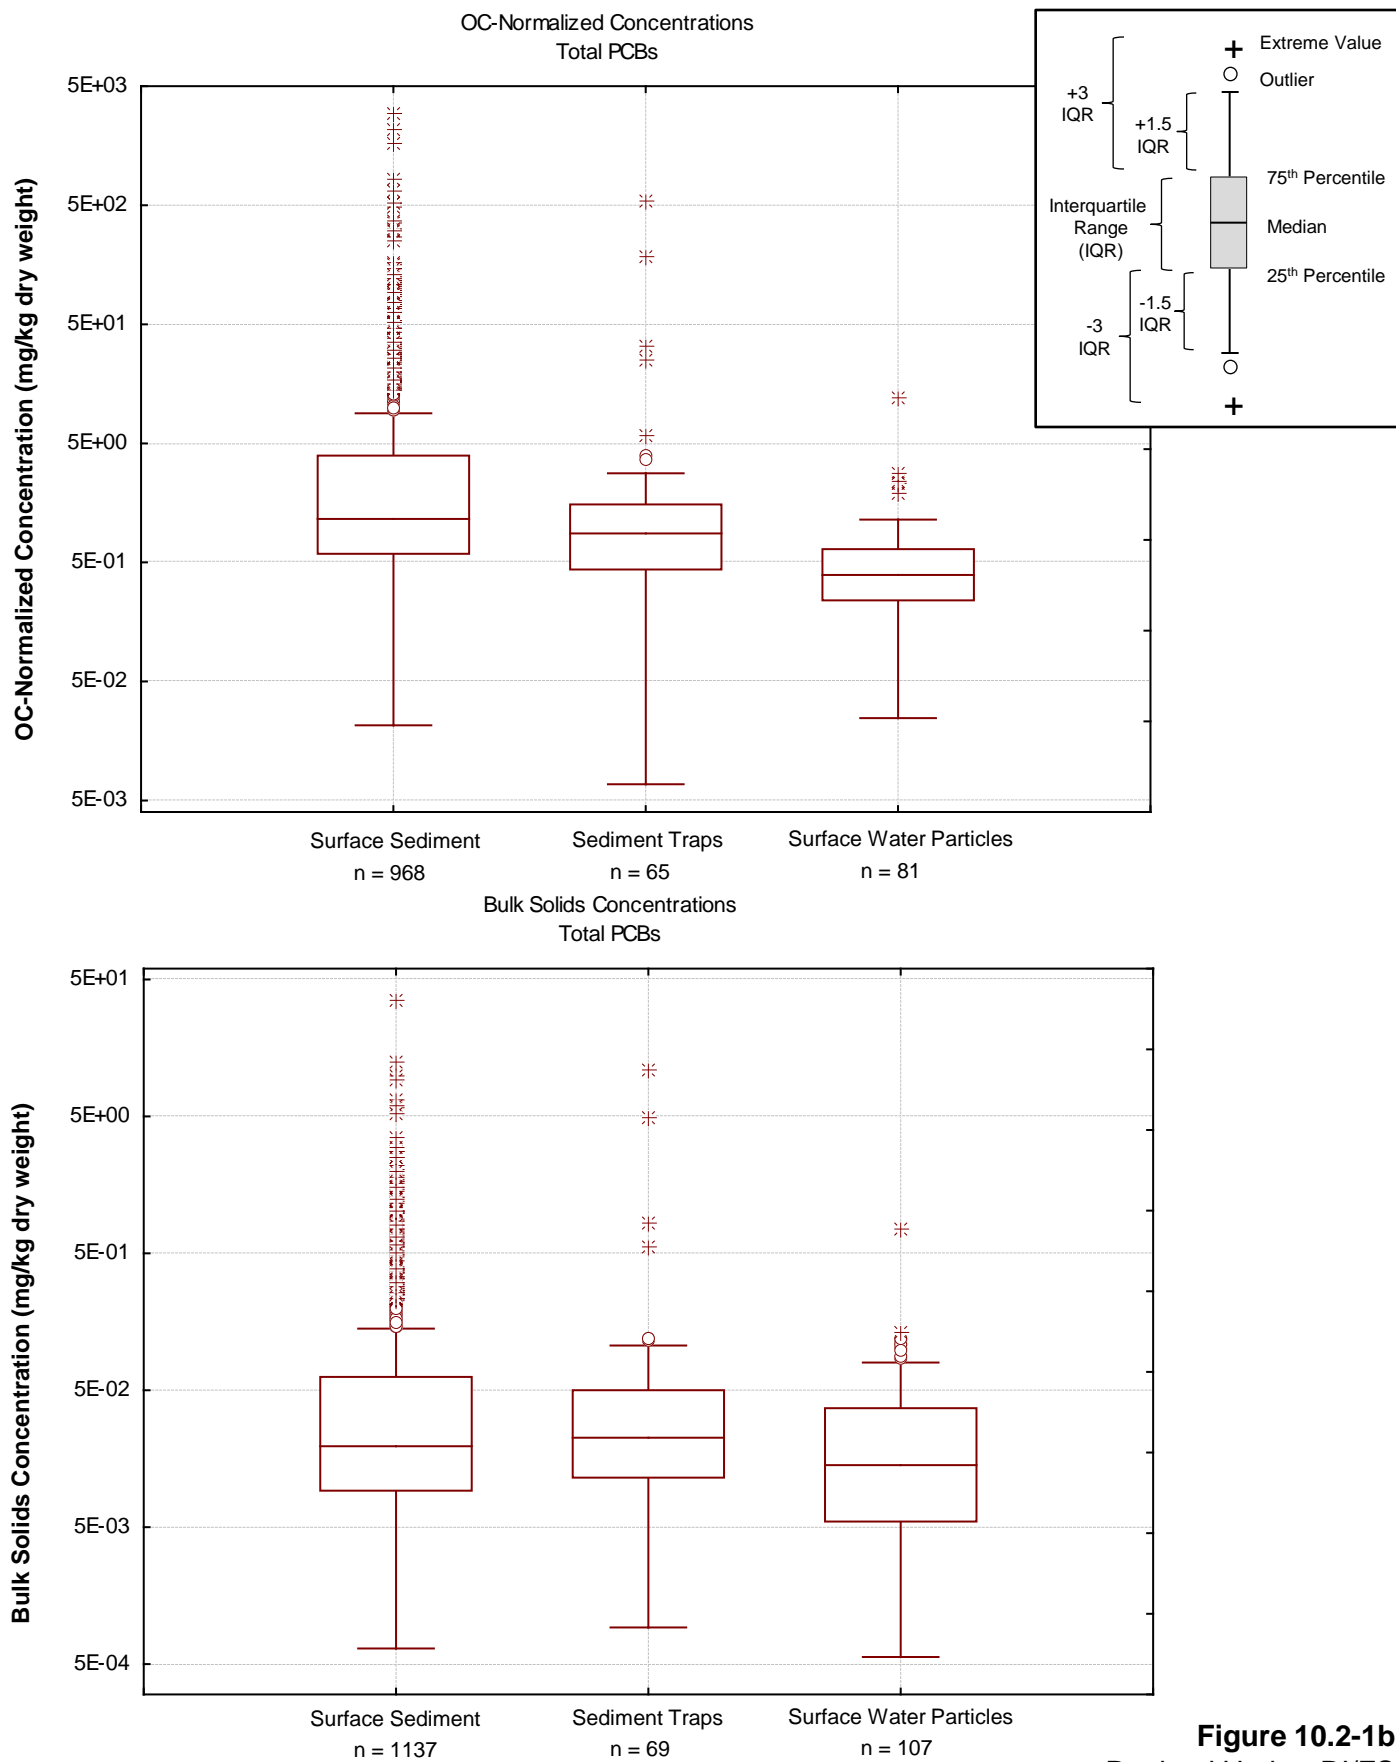 OC-Normalized Concentrations
Total PCBs
OC-Normalized Concentration (mg/kg dry weight)
5E+03
5E+02
5E+01
5E+00
5E-01
5E-02
5E-03
Surface Sediment
n = 968
Sediment Traps
n = 65
Surface Water Particles
n = 81
Extreme Value
Outlier
+3
IQR
+1.5
IQR
75th Percentile
Interquartile
Range
(IQR)
Median
25th Percentile
-1.5
IQR
-3
IQR
Bulk Solids Concentrations
Total PCBs
Bulk Solids Concentration (mg/kg dry weight)
5E+01
5E+00
5E-01
5E-02
5E-03
5E-04
Surface Sediment
n = 1137
Sediment Traps
n = 69
Surface Water Particles
n = 107
Figure 10.2-1b